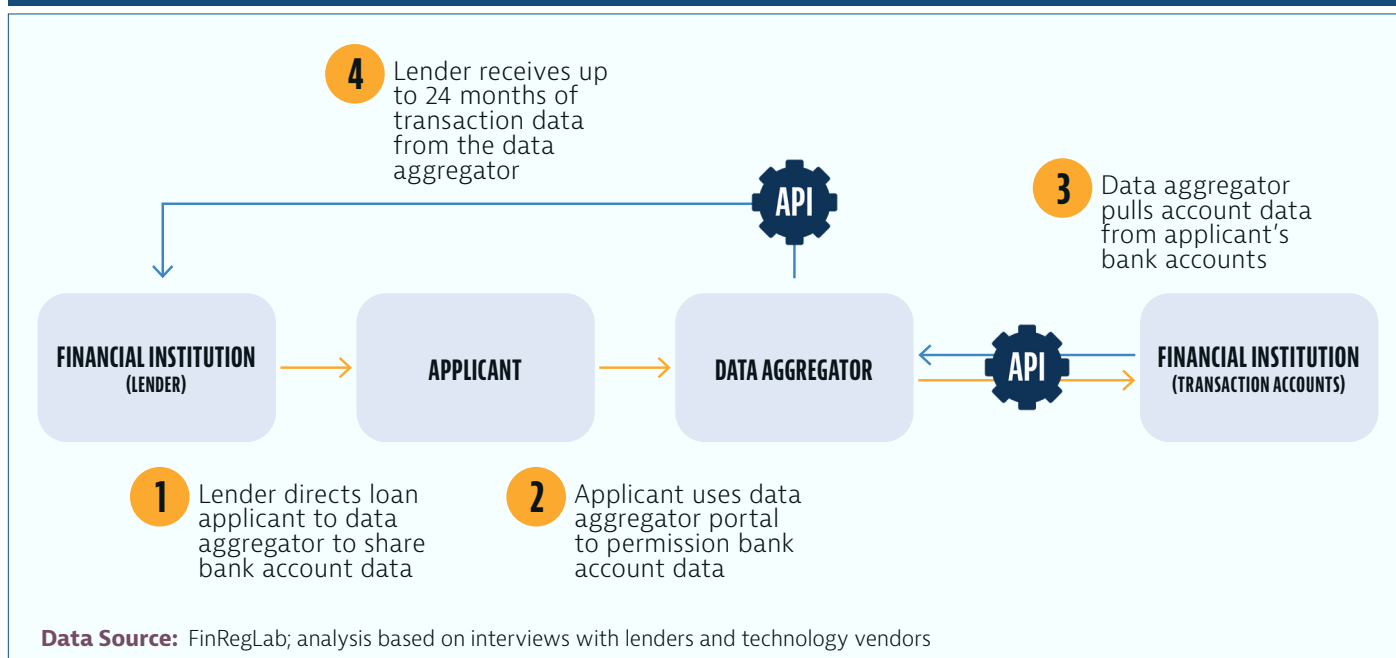 4
Lender receives up
to 24 months of
transaction data
from the data
aggregator
API
3
Data aggregator
pulls account data
from applicant's
bank accounts
FINANCIAL INSTITUTION
(LENDER)
APPLICANT
DATA AGGREGATOR
API
FINANCIAL INSTITUTION
(TRANSACTION ACCOUNTS)
1
Lender directs loan
applicant to data
aggregator to share
bank account data
2
Applicant uses data
aggregator portal
to permission bank
account data
Data Source: FinRegLab; analysis based on interviews with lenders and technology vendors